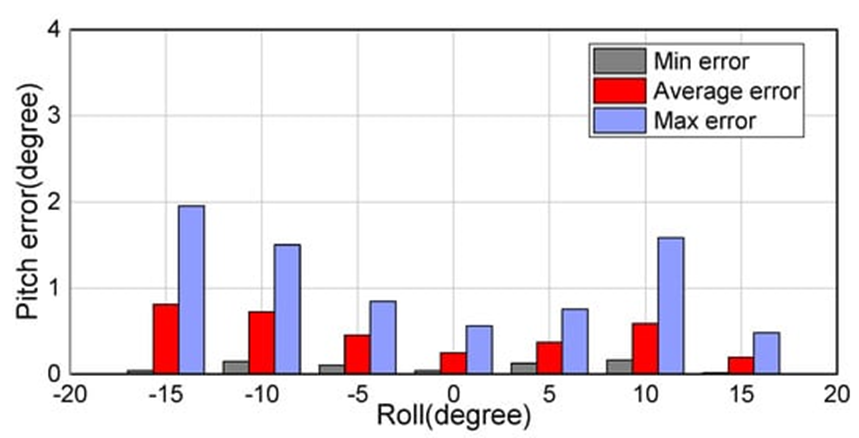 4
3
2
1
0
Pitch error(degree)
Min error
Average error
Max error
-20 -15 -10 -5 0 5 10 15 20
Roll(degree)